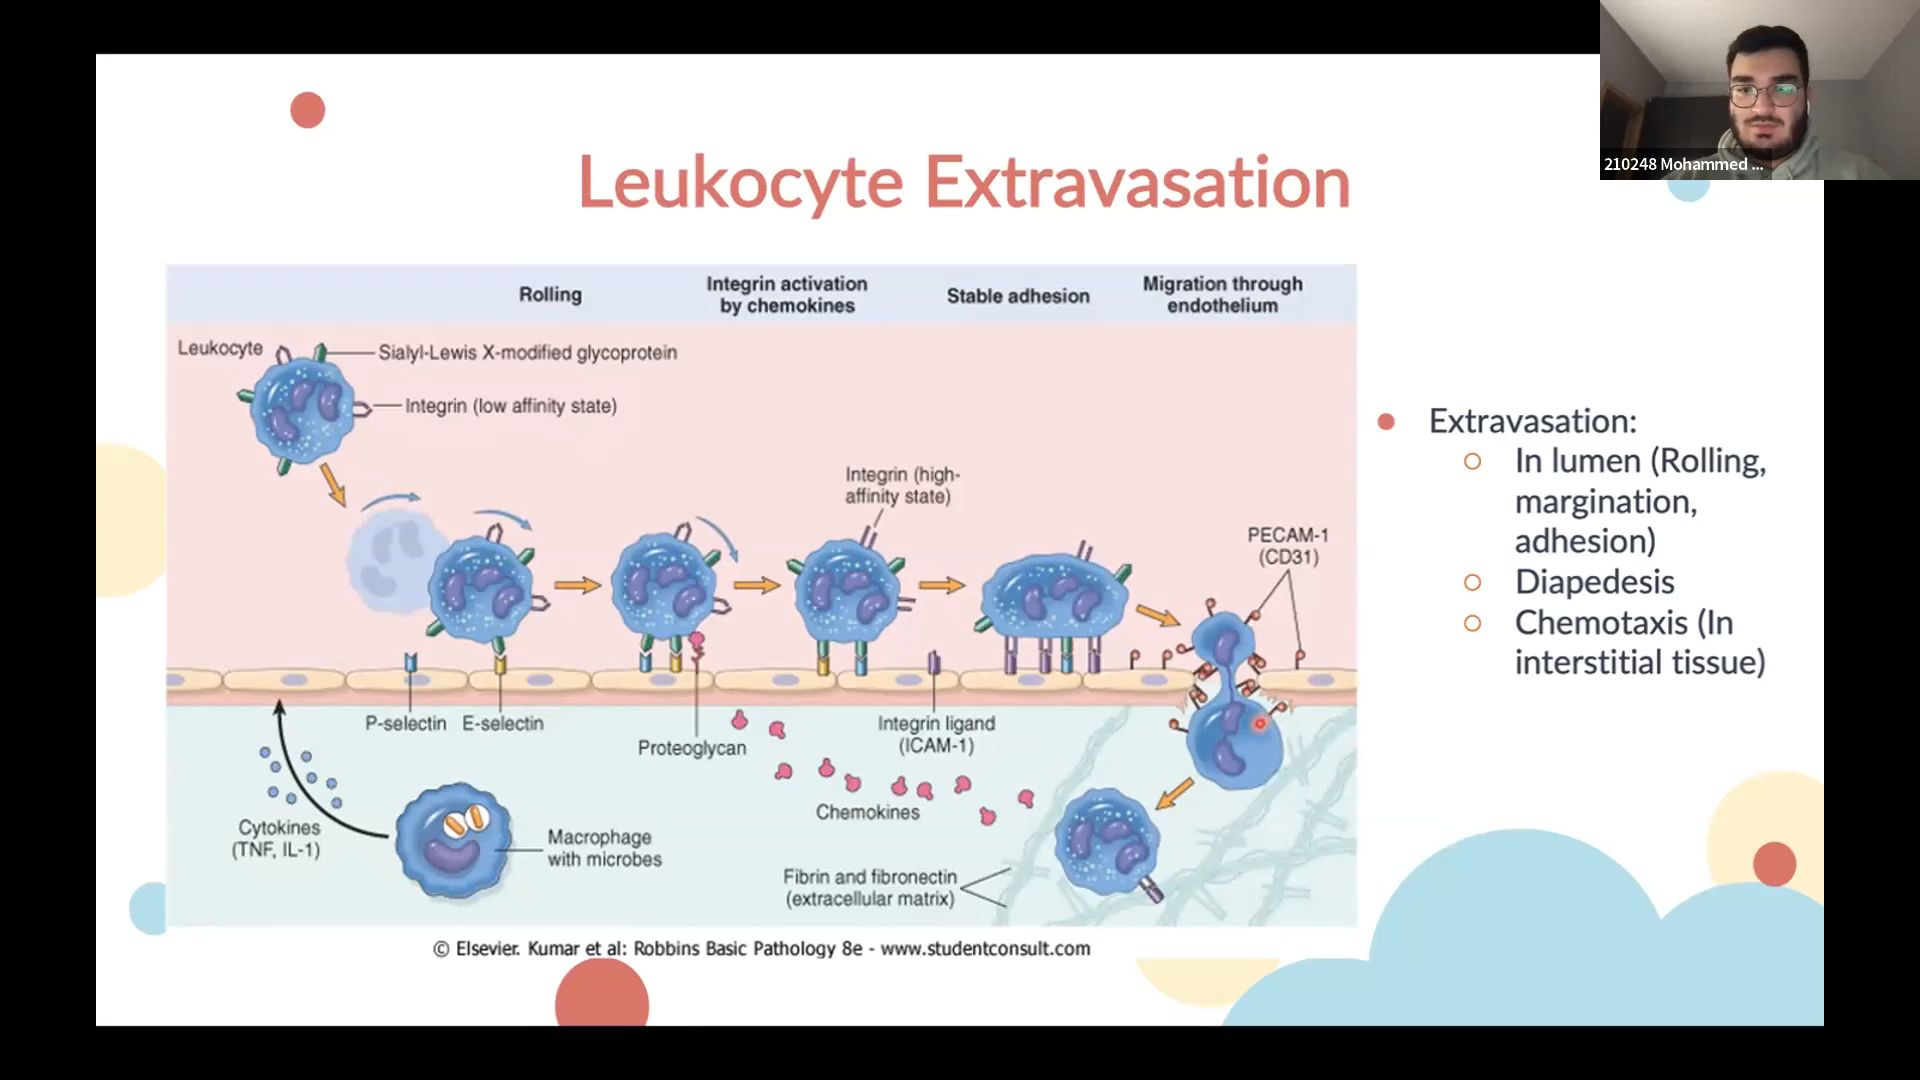 210248 Mohammed ...
Leukocyte Extravasation
Rolling
Integrin activation
by chemokines
Stable adhesion
Migration through
endothelium
Leukocyte
Sialyl-Lewis X-modified glycoprotein
Integrin (low affinity state)
Integrin (high-
affinity state)
PECAM-1
(CD31)
P-selectin
E-selectin
Proteoglycan
Integrin ligand
(ICAM-1)
Chemokines
Cytokines
(TNF, IL-1)
Macrophage
with microbes
Fibrin and fibronectin
(extracellular matrix)
© Elsevier. Kumar et al: Robbins Basic Pathology 8e - www.studentconsult.com
Extravasation:
In lumen (Rolling,
margination,
adhesion)
Diapedesis
Chemotaxis (In
interstitial tissue)